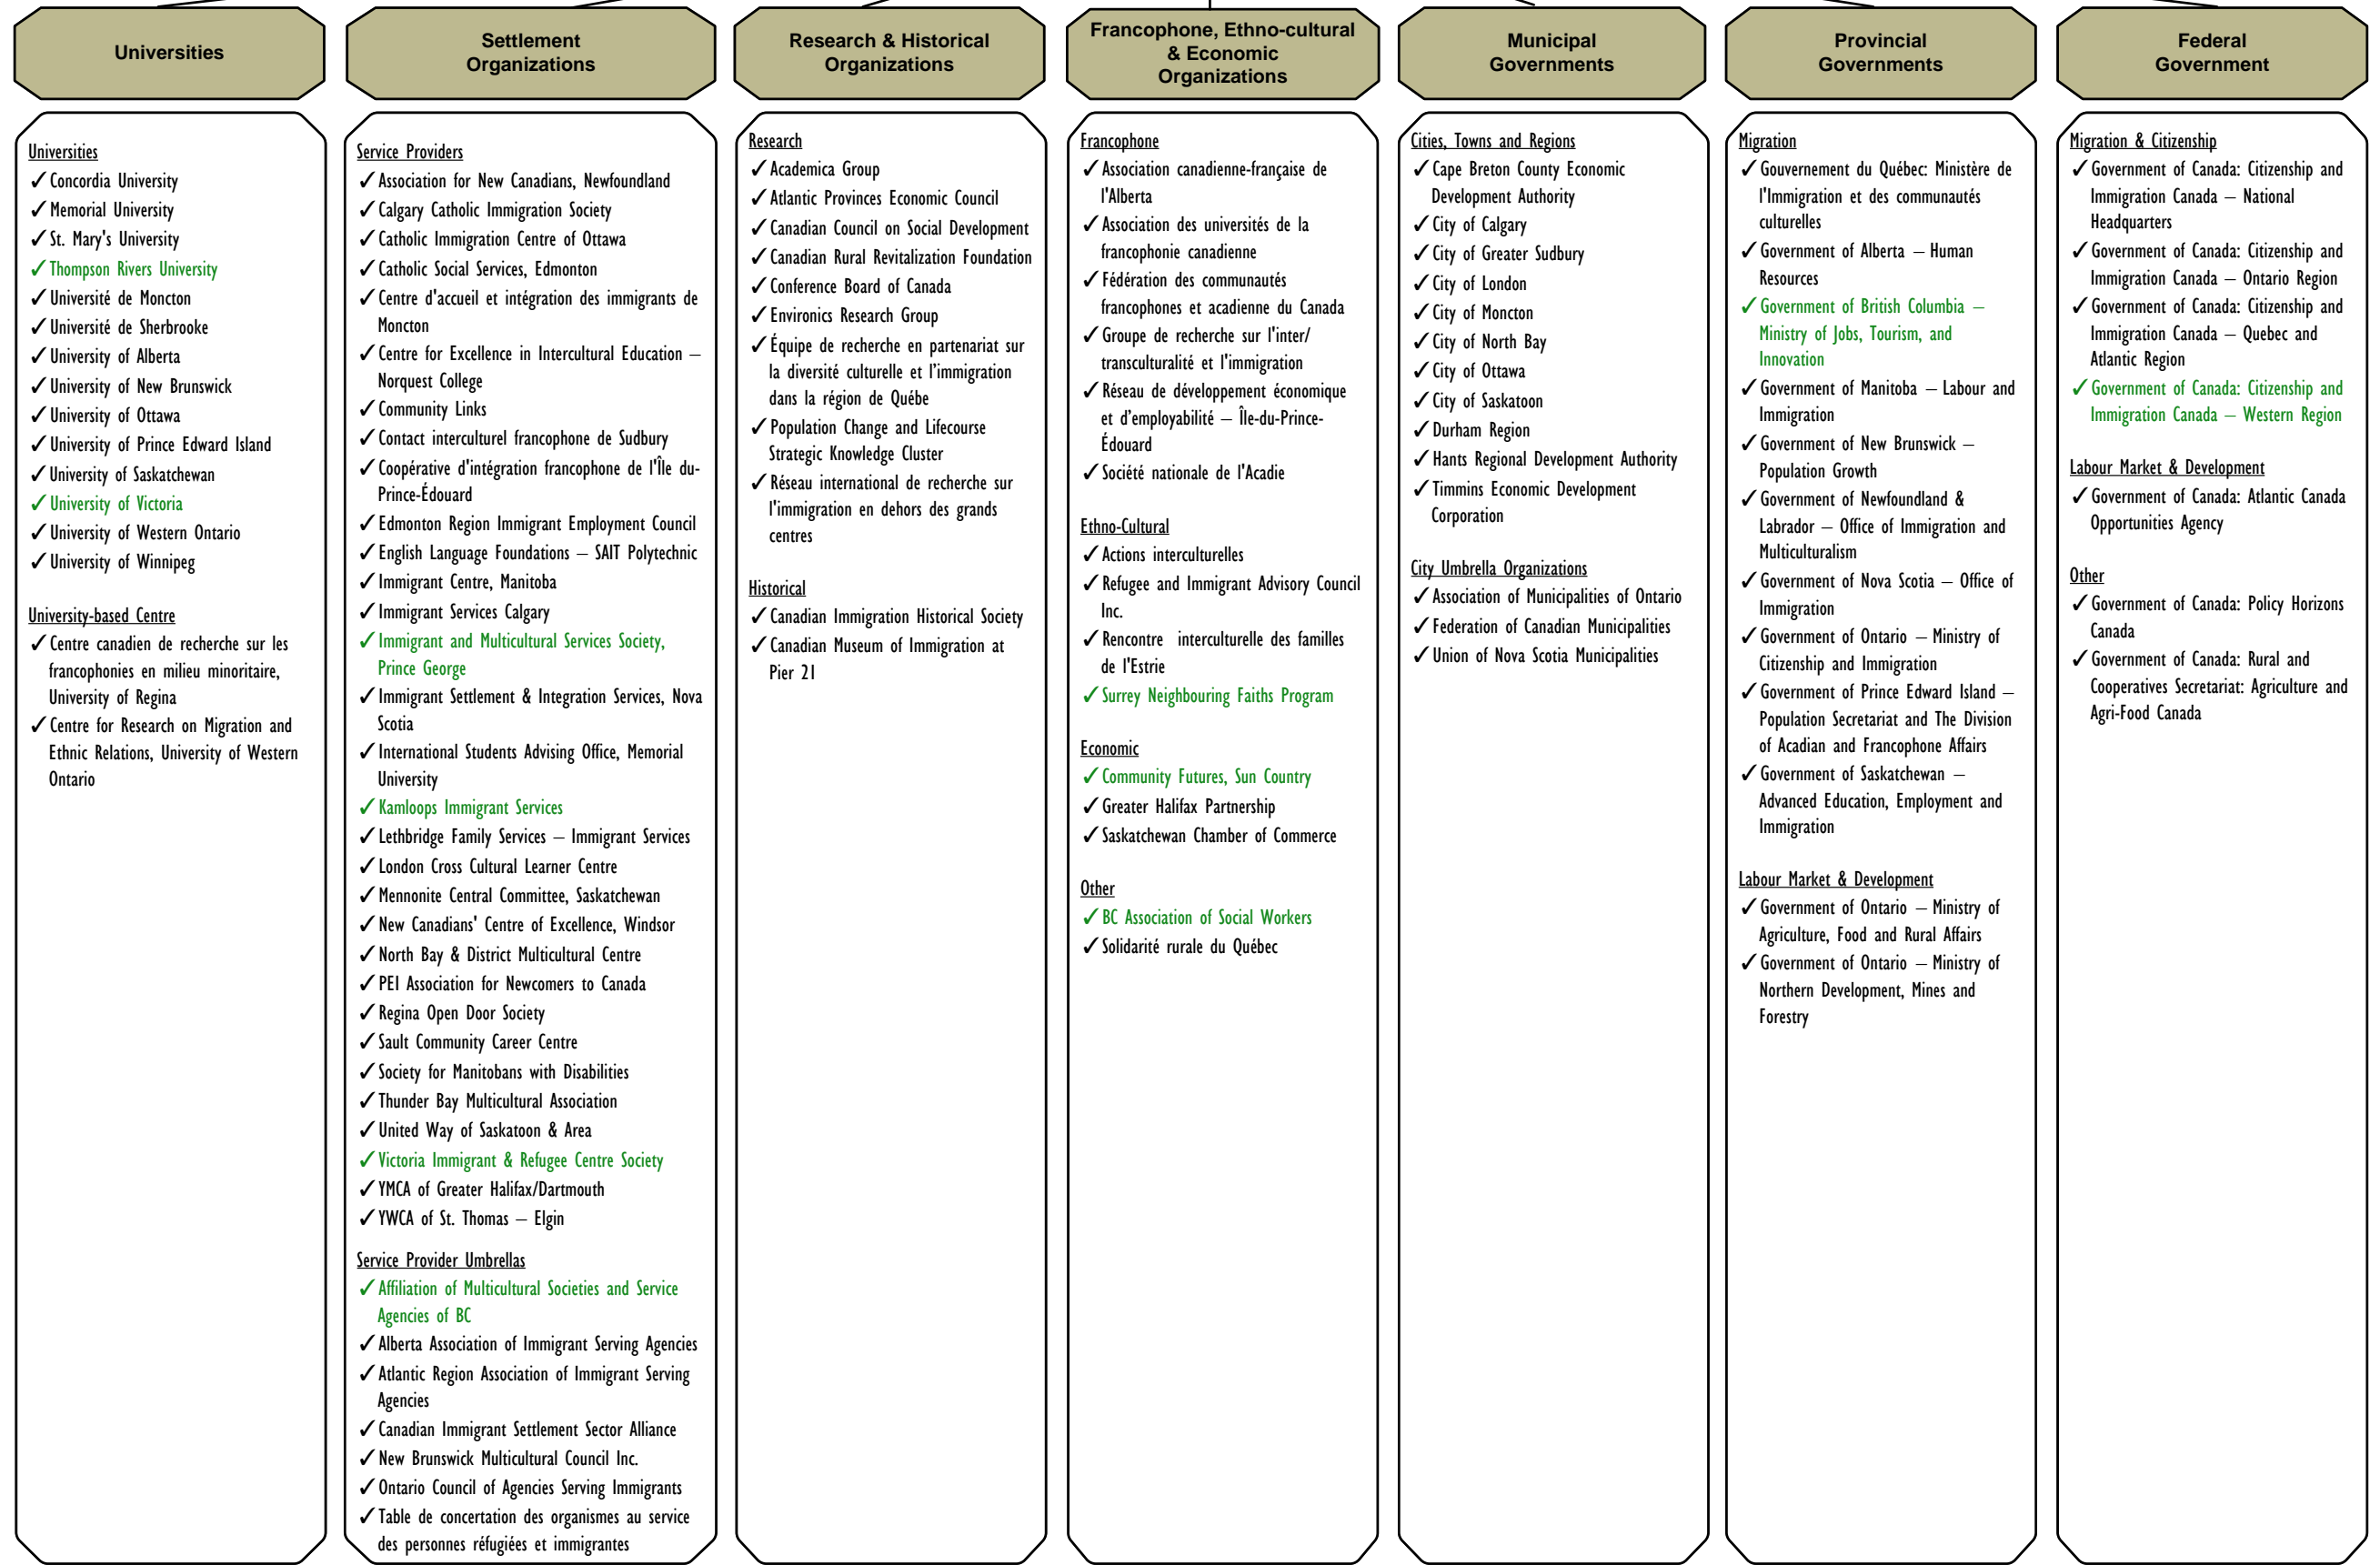 Universities
Settlement
Organizations
Research & Historical
Organizations
Francophone, Ethno-cultural
& Economic
Organizations
Municipal
Governments
Provincial
Governments
Federal
Government
Universities
✓Concordia University
✓Memorial University
✓St. Mary's University
✓Thompson Rivers University
✓Université de Moncton
✓Université de Sherbrooke
✓University of Alberta
✓University of New Brunswick
✓University of Ottawa
✓University of Prince Edward Island
✓University of Saskatchewan
✓University of Victoria
✓University of Western Ontario
✓University of Winnipeg
University-based Centre
✓Centre canadien de recherche sur les
francophonies en milieu minoritaire,
University of Regina
✓Centre for Research on Migration and
Ethnic Relations, University of Western
Ontario
Service Providers
✓Association for New Canadians, Newfoundland
✓Calgary Catholic Immigration Society
✓Catholic Immigration Centre of Ottawa
✓Catholic Social Services, Edmonton
✓Centre d'accueil et intégration des immigrants de
Moncton
✓Centre for Excellence in Intercultural Education –
Norquest College
✓Community Links
✓Contact interculturel francophone de Sudbury
✓Coopérative d'intégration francophone de l'Île du-
Prince-Édouard
✓Edmonton Region Immigrant Employment Council
✓English Language Foundations – SAIT Polytechnic
✓Immigrant Centre, Manitoba
✓Immigrant Services Calgary
✓Immigrant and Multicultural Services Society,
Prince George
✓Immigrant Settlement & Integration Services, Nova
Scotia
✓International Students Advising Office, Memorial
University
✓Kamloops Immigrant Services
✓Lethbridge Family Services – Immigrant Services
✓London Cross Cultural Learner Centre
✓Mennonite Central Committee, Saskatchewan
✓New Canadians' Centre of Excellence, Windsor
✓North Bay & District Multicultural Centre
✓PEI Association for Newcomers to Canada
✓Regina Open Door Society
✓Sault Community Career Centre
✓Society for Manitobans with Disabilities
✓Thunder Bay Multicultural Association
✓United Way of Saskatoon & Area
✓Victoria Immigrant & Refugee Centre Society
✓YMCA of Greater Halifax/Dartmouth
✓YWCA of St. Thomas – Elgin
Service Provider Umbrellas
✓Affiliation of Multicultural Societies and Service
Agencies of BC
✓Alberta Association of Immigrant Serving Agencies
✓Atlantic Region Association of Immigrant Serving
Agencies
✓Canadian Immigrant Settlement Sector Alliance
✓New Brunswick Multicultural Council Inc.
✓Ontario Council of Agencies Serving Immigrants
✓Table de concertation des organismes au service
des personnes réfugiées et immigrantes
Research
✓Academica Group
✓Atlantic Provinces Economic Council
✓Canadian Council on Social Development
✓Canadian Rural Revitalization Foundation
✓Conference Board of Canada
✓Environics Research Group
✓Équipe de recherche en partenariat sur
la diversité culturelle et l'immigration
dans la région de Québe
✓Population Change and Lifecourse
Strategic Knowledge Cluster
✓Réseau international de recherche sur
l'immigration en dehors des grands
centres
Historical
✓Canadian Immigration Historical Society
✓Canadian Museum of Immigration at
Pier 21
Francophone
✓Association canadienne-française de
l'Alberta
✓Association des universités de la
francophonie canadienne
✓Fédération des communautés
francophones et acadienne du Canada
✓Groupe de recherche sur l'inter/
transculturalité et l'immigration
✓Réseau de développement économique
et d'employabilité – Île-du-Prince-
Édouard
✓Société nationale de l'Acadie
Ethno-Cultural
✓Actions interculturelles
✓Refugee and Immigrant Advisory Council
Inc.
✓Rencontre interculturelle des familles
de l'Estrie
✓Surrey Neighbouring Faiths Program
Economic
✓Community Futures, Sun Country
✓Greater Halifax Partnership
✓Saskatchewan Chamber of Commerce
Other
✓BC Association of Social Workers
✓Solidarité rurale du Québec
Cities, Towns and Regions
✓Cape Breton County Economic
Development Authority
✓City of Calgary
✓City of Greater Sudbury
✓City of London
✓City of Moncton
✓City of North Bay
✓City of Ottawa
✓City of Saskatoon
✓Durham Region
✓Hants Regional Development Authority
✓Timmins Economic Development
Corporation
City Umbrella Organizations
✓Association of Municipalities of Ontario
✓Federation of Canadian Municipalities
✓Union of Nova Scotia Municipalities
Migration
✓Gouvernement du Québec: Ministère de
l'Immigration et des communautés
culturelles
✓Government of Alberta – Human
Resources
✓Government of British Columbia –
Ministry of Jobs, Tourism, and
Innovation
✓Government of Manitoba – Labour and
Immigration
✓Government of New Brunswick –
Population Growth
✓Government of Newfoundland &
Labrador – Office of Immigration and
Multiculturalism
✓Government of Nova Scotia – Office of
Immigration
✓Government of Ontario – Ministry of
Citizenship and Immigration
✓Government of Prince Edward Island –
Population Secretariat and The Division
of Acadian and Francophone Affairs
✓Government of Saskatchewan –
Advanced Education, Employment and
Immigration
Labour Market & Development
✓Government of Ontario – Ministry of
Agriculture, Food and Rural Affairs
✓Government of Ontario – Ministry of
Northern Development, Mines and
Forestry
Migration & Citizenship
✓Government of Canada: Citizenship and
Immigration Canada – National
Headquarters
✓Government of Canada: Citizenship and
Immigration Canada – Ontario Region
✓Government of Canada: Citizenship and
Immigration Canada – Quebec and
Atlantic Region
✓Government of Canada: Citizenship and
Immigration Canada – Western Region
Labour Market & Development
✓Government of Canada: Atlantic Canada
Opportunities Agency
Other
✓Government of Canada: Policy Horizons
Canada
✓Government of Canada: Rural and
Cooperatives Secretariat: Agriculture and
Agri-Food Canada